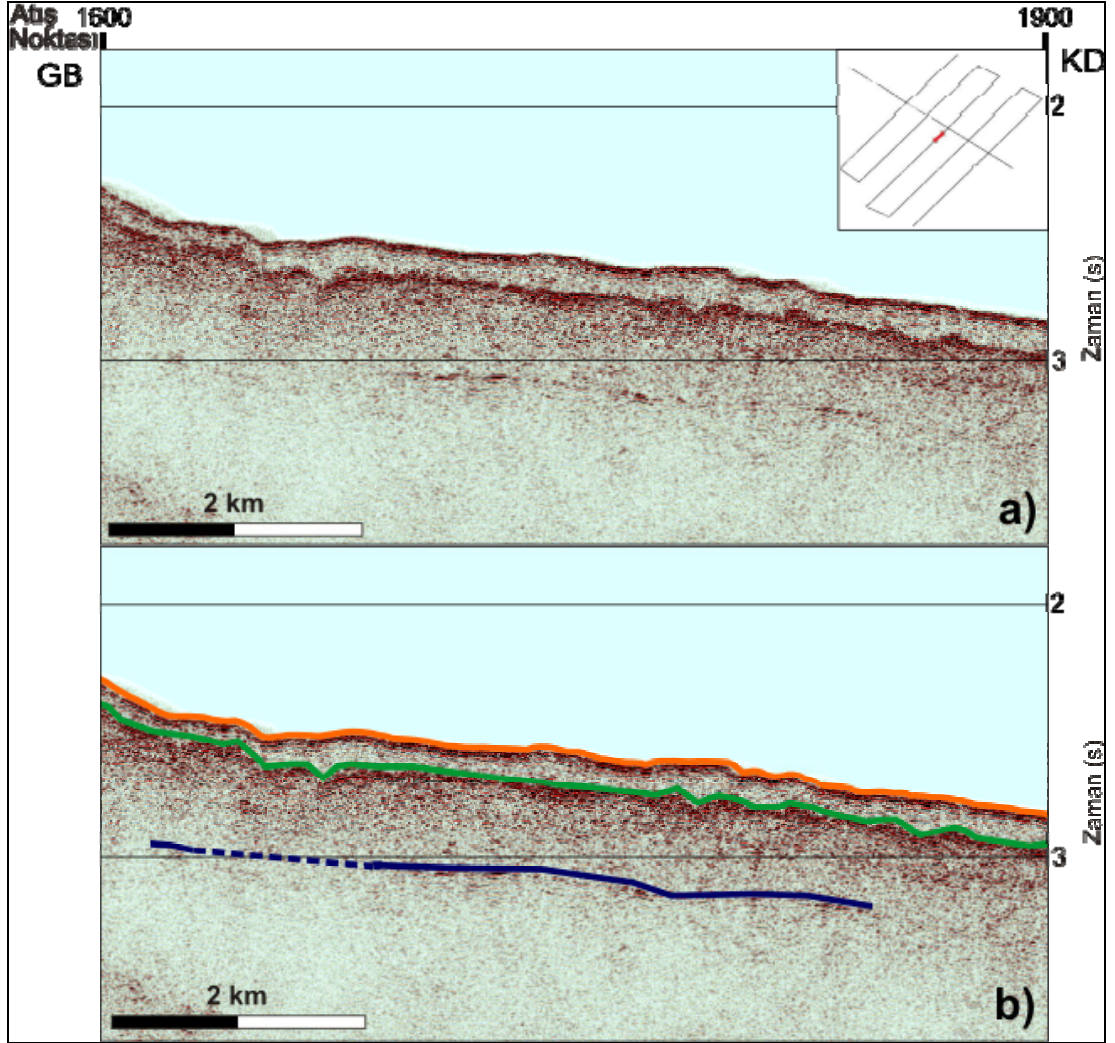 Atış 1600 1900
Noktası
GB KD
2
Zaman (s)
3
2 km
a)
2
Zaman (s)
3
2 km
b)